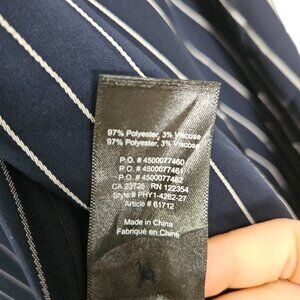 97% Polyester, 3% Viscose
97% Polyester, 3% Viscose
P.O. # 4500077460
P.O. # 4500077461
P.O. # 4500077462
CA 23725 RN 122354
Style# PHY1-4262-27
Article # 61712
Made in China
Fabriqué en Chine